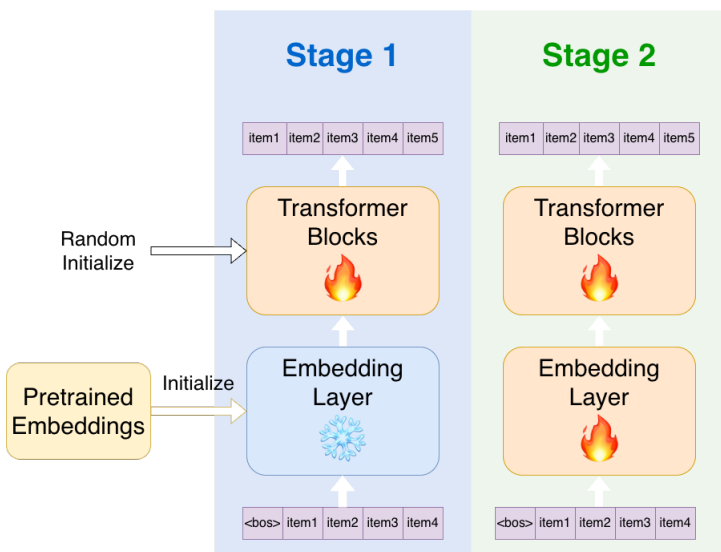 Stage 1
Stage 2
item1 item2 item3 item4 item5
item1 item2 item3 item4 item5
Transformer
Blocks
Transformer
Blocks
Random
Initialize
Embedding
Layer
Embedding
Layer
Initialize
Pretrained
Embeddings
<bos> item1 item2 item3 item4
<bos> item1 item2 item3 item4